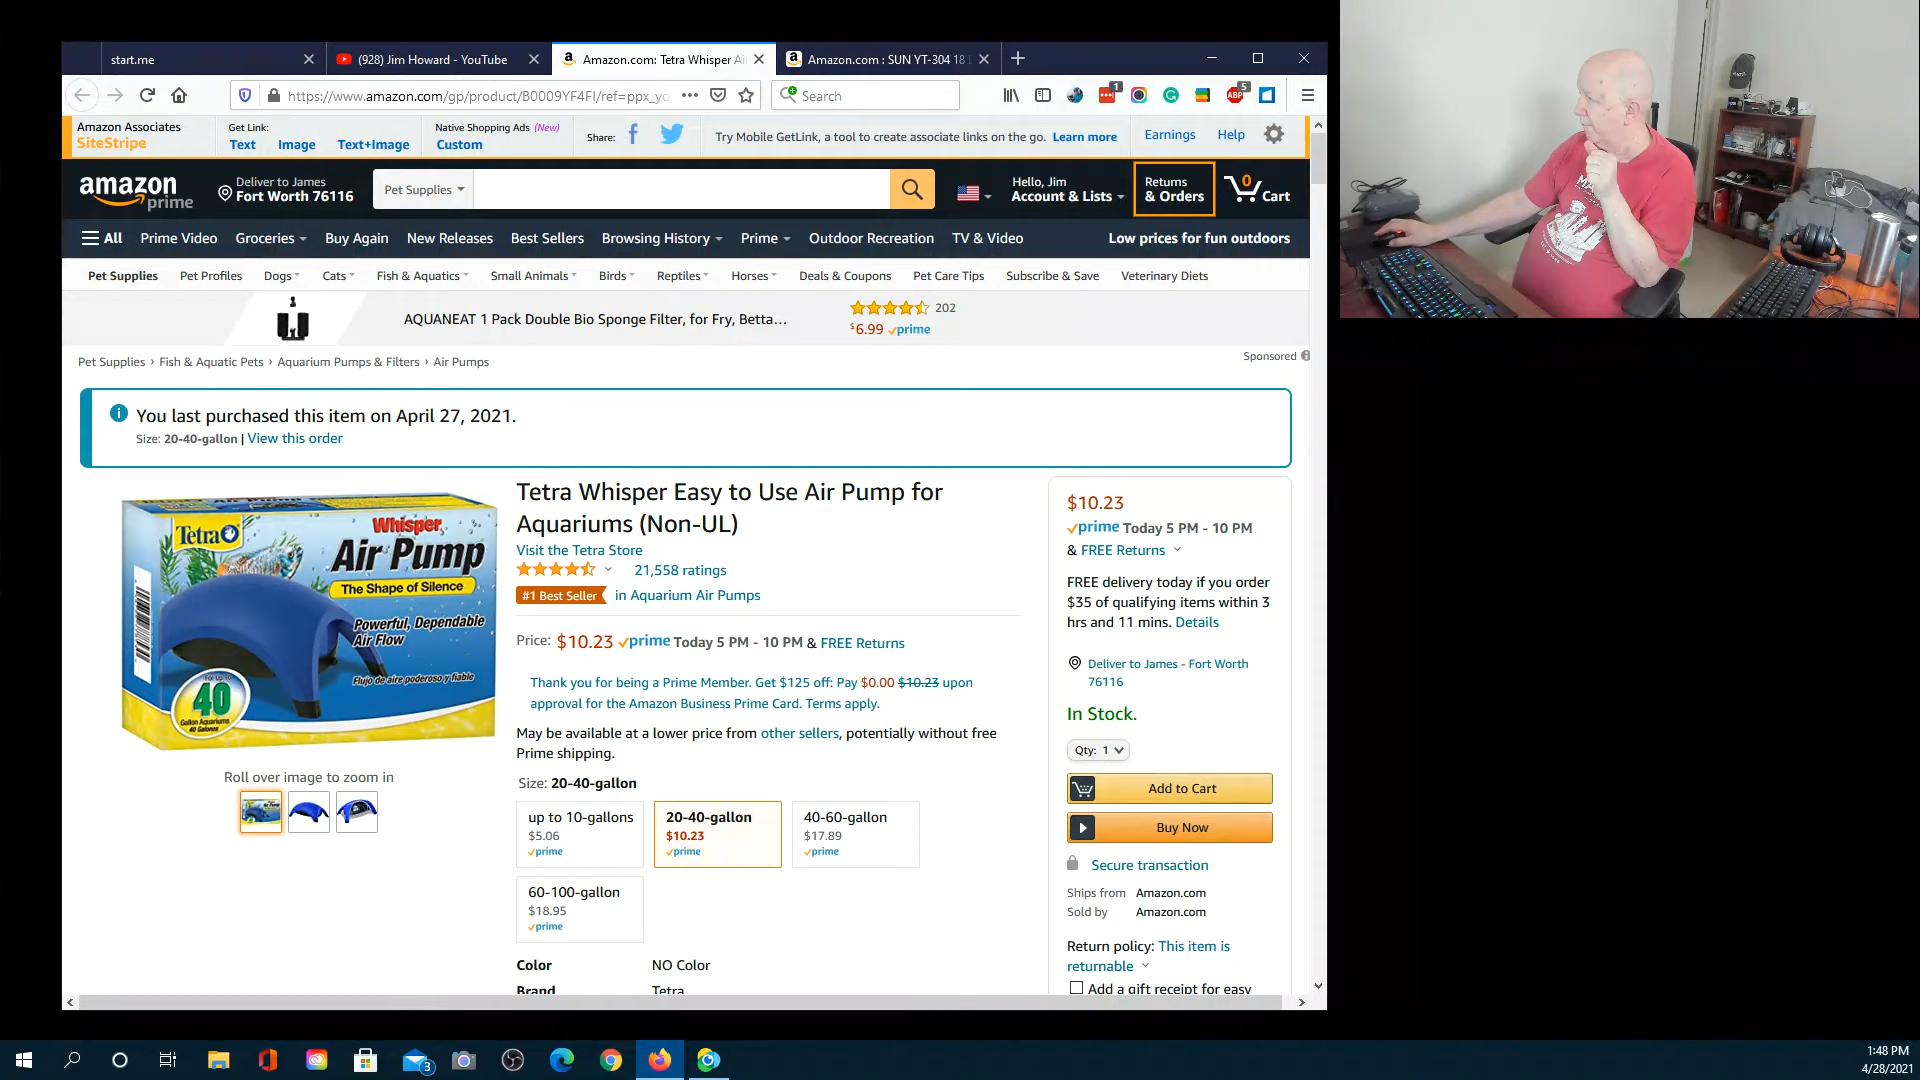 start.me
(928) Jim Howard - YouTube
Amazon.com: Tetra Whisper Ai
Amazon.com : SUN YT-304 18
https://www.amazon.com/gp/product/B0009YF4FI/ref=ppx_yo
Search
1
ABP
5
Amazon Associates
SiteStripe
Get Link:
Text Image Text+Image
Native Shopping Ads (New)
Custom
Share:
Try Mobile GetLink, a tool to create associate links on the go. Learn more
Earnings Help
amazon
prime
Deliver to James
Fort Worth 76116
Pet Supplies
Hello, Jim
Account & Lists
Returns
& Orders
0
Cart
All Prime Video Groceries Buy Again New Releases Best Sellers Browsing History Prime Outdoor Recreation TV & Video Low prices for fun outdoors
Pet Supplies Pet Profiles Dogs Cats Fish & Aquatics Small Animals Birds Reptiles Horses Deals & Coupons Pet Care Tips Subscribe & Save Veterinary Diets
AQUANEAT 1 Pack Double Bio Sponge Filter, for Fry, Betta...
202
$6.99 prime
Sponsored
Pet Supplies › Fish & Aquatic Pets › Aquarium Pumps & Filters › Air Pumps
You last purchased this item on April 27, 2021.
Size: 20-40-gallon | View this order
Tetra
Whisper
Air Pump
The Shape of Silence
Powerful, Dependable
Air Flow
Flujo de aire poderoso y fiable
For Up To
40
Gallon Aquariums
40 Galones
Roll over image to zoom in
Tetra Whisper Easy to Use Air Pump for
Aquariums (Non-UL)
Visit the Tetra Store
21,558 ratings
#1 Best Seller in Aquarium Air Pumps
Price: $10.23 prime Today 5 PM - 10 PM & FREE Returns
Thank you for being a Prime Member. Get $125 off: Pay $0.00 $10.23 upon
approval for the Amazon Business Prime Card. Terms apply.
May be available at a lower price from other sellers, potentially without free
Prime shipping.
Size: 20-40-gallon
up to 10-gallons
$5.06
prime
20-40-gallon
$10.23
prime
40-60-gallon
$17.89
prime
60-100-gallon
$18.95
prime
Color NO Color
Brand Tetra
$10.23
prime Today 5 PM - 10 PM
& FREE Returns
FREE delivery today if you order
$35 of qualifying items within 3
hrs and 11 mins. Details
Deliver to James - Fort Worth
76116
In Stock.
Qty: 1
Add to Cart
Buy Now
Secure transaction
Ships from Amazon.com
Sold by Amazon.com
Return policy: This item is
returnable
Add a gift receipt for easy
3
1:48 PM
4/28/2021